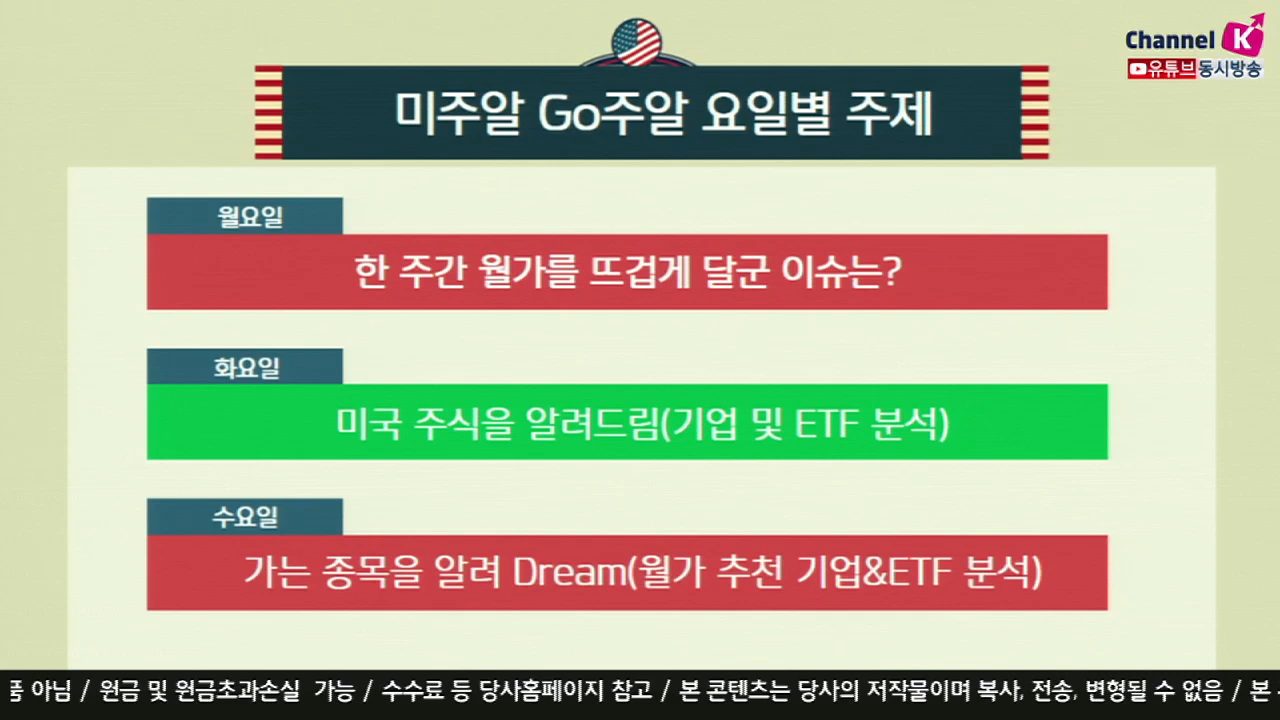 Channel K
유튜브 동시방송
미주알 Go주알 요일별 주제
월요일
한 주간 월가를 뜨겁게 달군 이슈는?
화요일
미국 주식을 알려드림(기업 및 ETF 분석)
수요일
가는 종목을 알려 Dream(월가 추천 기업&ETF 분석)
아님 / 원금 및 원금초과손실 가능 / 수수료 등 당사홈페이지 참고 / 본 콘텐츠는 당사의 저작물이며 복사, 전송, 변형될 수 없음 / 본